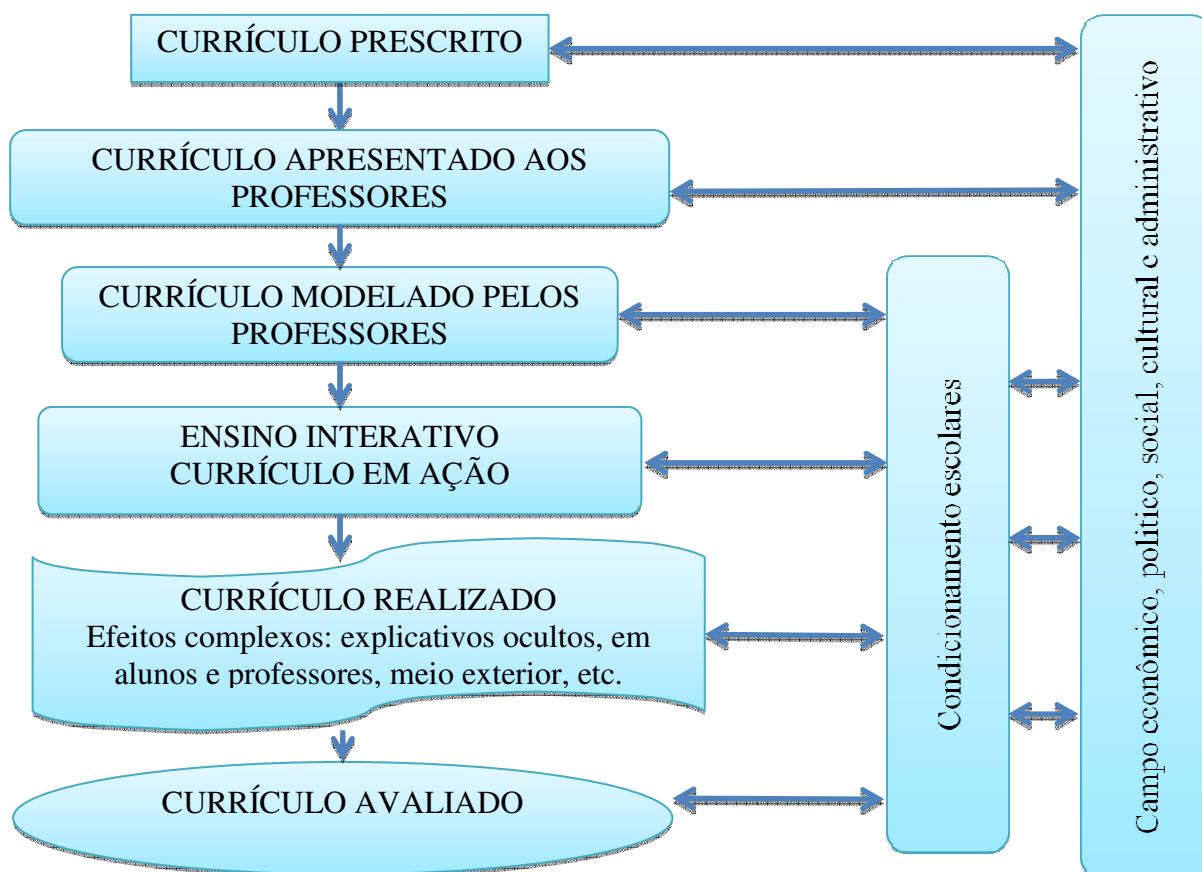 CURRÍCULO PRESCRITO
CURRÍCULO APRESENTADO AOS
PROFESSORES
CURRÍCULO MODELADO PELOS
PROFESSORES
ENSINO INTERATIVO
CURRÍCULO EM AÇÃO
CURRÍCULO REALIZADO
Efeitos complexos: explicativos ocultos, em
alunos e professores, meio exterior, etc.
CURRÍCULO AVALIADO
Condicionamento escolares
Campo econômico, politico, social, cultural e administrativo